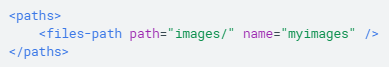 <paths>
    <files-path path="images/" name="myimages" />
</paths>